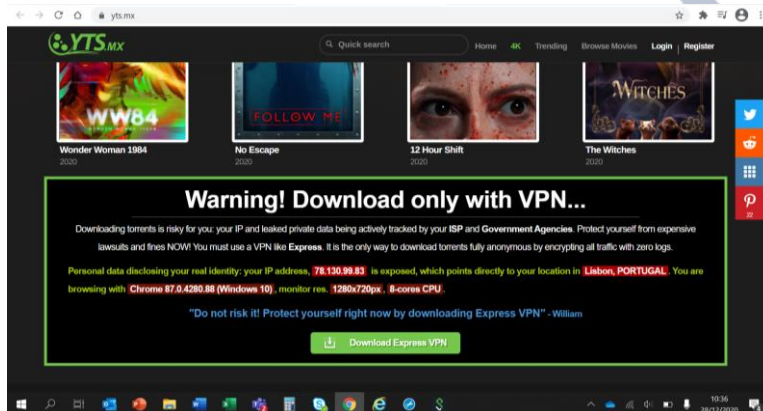 yts.mx
YTS.MX
Quick search
Home 4K Trending Browse Movies Login Register
WW84
FOLLOW ME
WITCHES
Wonder Woman 1984
2020
No Escape
2020
12 Hour Shift
2020
The Witches
2020
22
Warning! Download only with VPN...
Downloading torrents is risky for you: your IP and leaked private data being actively tracked by your ISP and Government Agencies. Protect yourself from expensive
lawsuits and fines NOW! You must use a VPN like Express. It is the only way to download torrents fully anonymous by encrypting all traffic with zero logs.
Personal data disclosing your real identity: your IP address, 78.130.99.83 is exposed, which points directly to your location in Lisbon, PORTUGAL. You are
browsing with Chrome 87.0.4280.88 (Windows 10), monitor res. 1280x720px, 8-cores CPU.
"Do not risk it! Protect yourself right now by downloading Express VPN" - William
Download Express VPN
10:36
28/12/2020